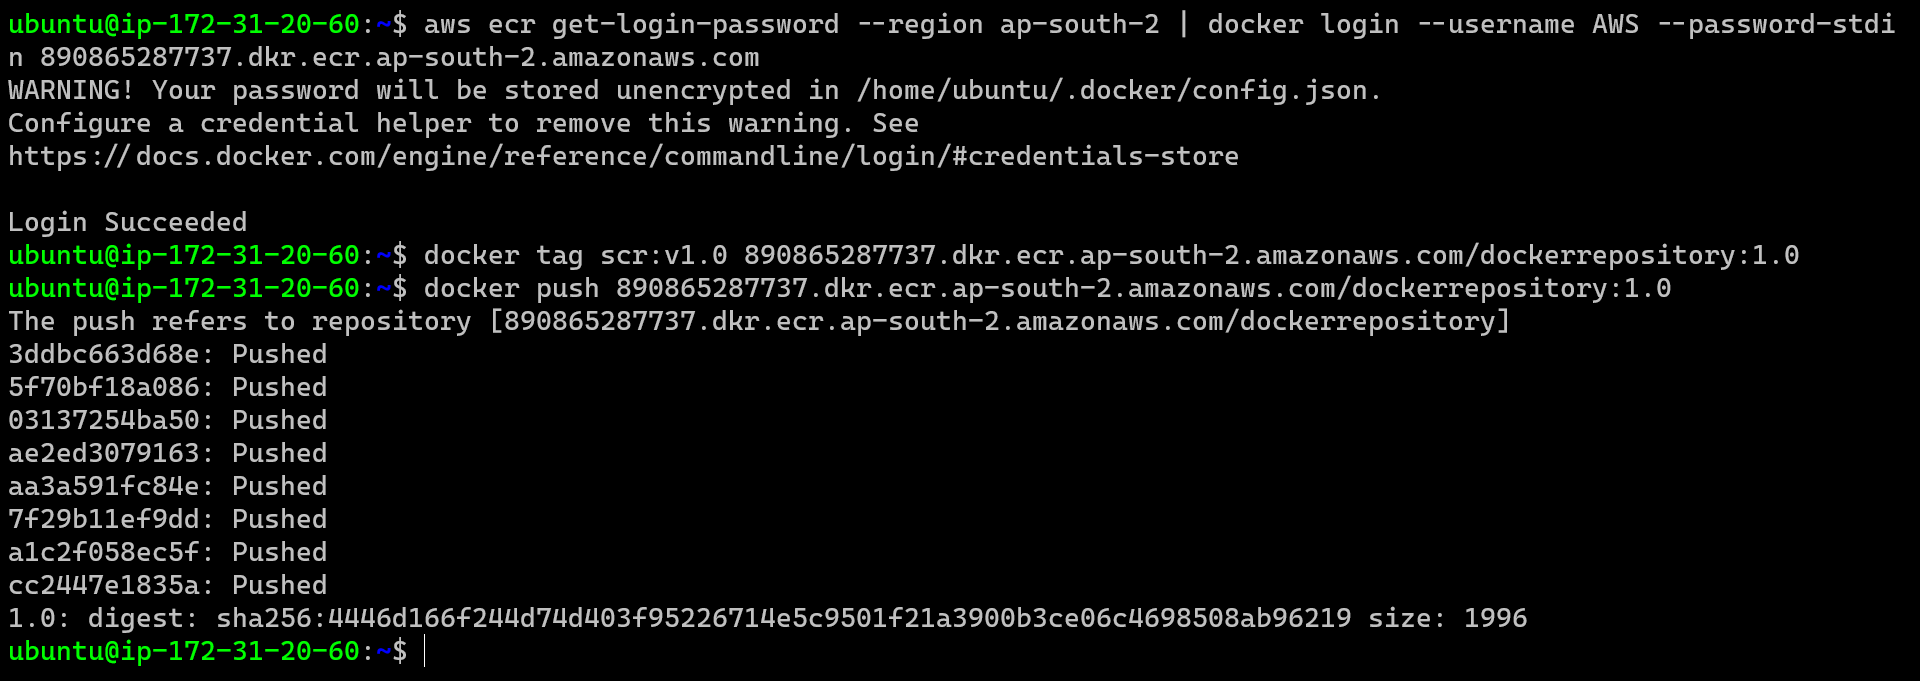 ubuntu@ip-172-31-20-60:~$ aws ecr get-login-password --region ap-south-2 | docker login --username AWS --password-stdi
n 890865287737.dkr.ecr.ap-south-2.amazonaws.com
WARNING! Your password will be stored unencrypted in /home/ubuntu/.docker/config.json.
Configure a credential helper to remove this warning. See
https://docs.docker.com/engine/reference/commandline/login/#credentials-store
Login Succeeded
ubuntu@ip-172-31-20-60:~$ docker tag scr:v1.0 890865287737.dkr.ecr.ap-south-2.amazonaws.com/dockerrepository:1.0
ubuntu@ip-172-31-20-60:~$ docker push 890865287737.dkr.ecr.ap-south-2.amazonaws.com/dockerrepository:1.0
The push refers to repository [890865287737.dkr.ecr.ap-south-2.amazonaws.com/dockerrepository]
3ddbc663d68e: Pushed
5f70bf18a086: Pushed
03137254ba50: Pushed
ae2ed3079163: Pushed
aa3a591fc84e: Pushed
7f29b11ef9dd: Pushed
a1c2f058ec5f: Pushed
cc2447e1835a: Pushed
1.0: digest: sha256:4446d166f244d74d403f95226714e5c9501f21a3900b3ce06c4698508ab96219 size: 1996
ubuntu@ip-172-31-20-60:~$